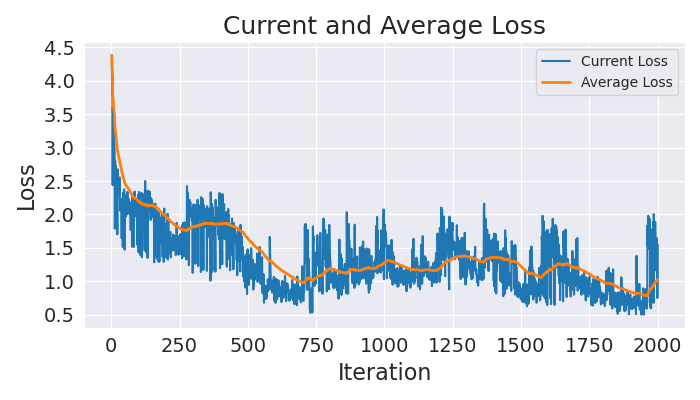 Current and Average Loss
4.5
4.0
3.5
3.0
2.5
2.0
1.5
1.0
0.5
Loss
Current Loss
Average Loss
0 250 500 750 1000 1250 1500 1750 2000
Iteration